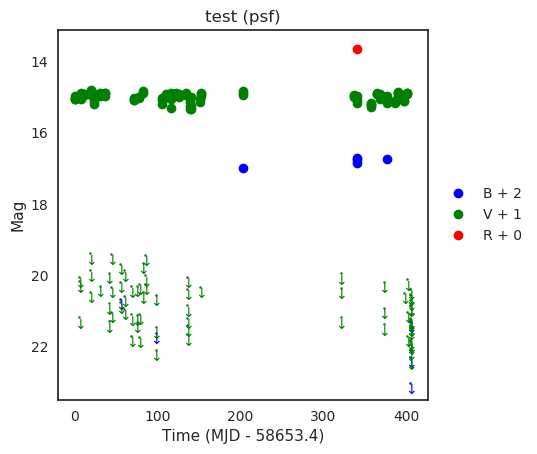 test (psf)
14
16
18
20
22
Mag
0
100
200
300
400
Time (MJD - 58653.4)
B + 2
V + 1
R + 0